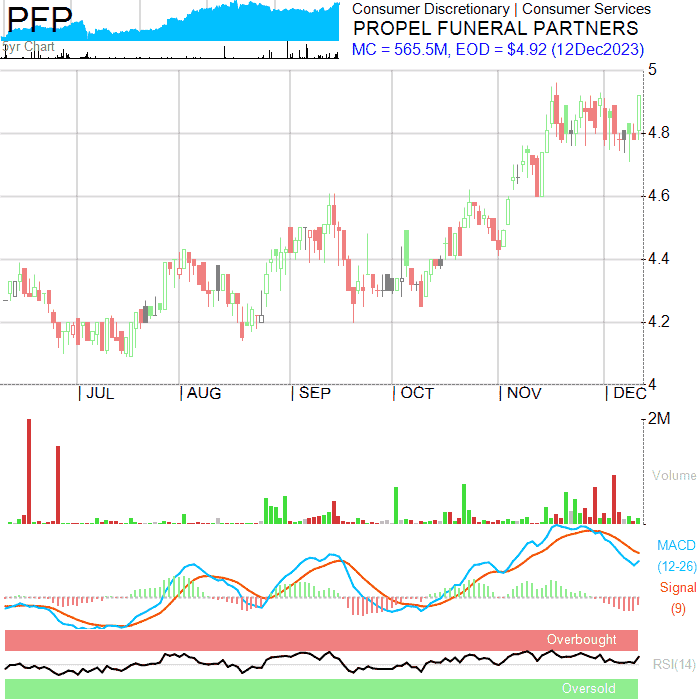 PFP
5yr Chart
Consumer Discretionary | Consumer Services
PROPEL FUNERAL PARTNERS
MC = 565.5M, EOD = $4.92 (12Dec2023)
5
4.8
4.6
4.4
4.2
4
| JUL | AUG | SEP | OCT | NOV | DEC
2M
Volume
MACD
(12-26)
Signal
(9)
Overbought
RSI(14)
Oversold